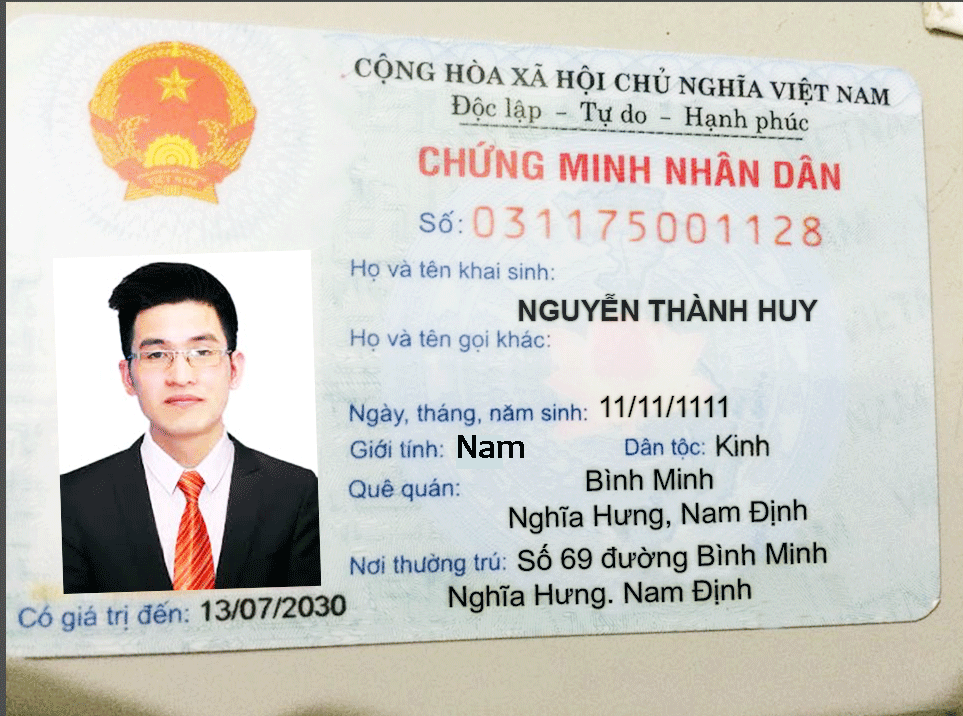 CỘNG HÒA XÃ HỘI CHỦ NGHĨA VIỆT NAM
Độc lập - Tự do - Hạnh phúc
CHỨNG MINH NHÂN DÂN
VIỆT NAM
Số: 031175001128
Họ và tên khai sinh:
NGUYỄN THÀNH HUY
Họ và tên gọi khác:
Ngày, tháng, năm sinh: 11/11/1111
Giới tính: Nam Dân tộc: Kinh
Quê quán: Bình Minh
Nghĩa Hưng, Nam Định
Nơi thường trú: Số 69 đường Bình Minh
Nghĩa Hưng. Nam Định
Có giá trị đến: 13/07/2030